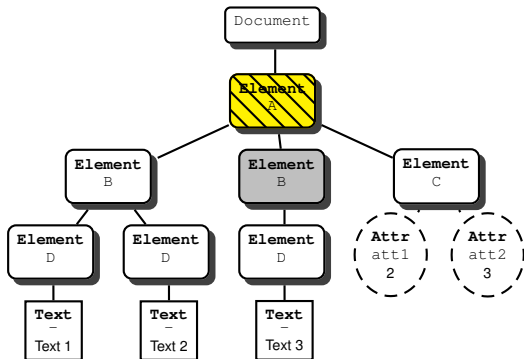 Document
Element
A
Element
B
Element
B
Element
C
Element
D
Element
D
Element
D
Attr
att1
2
Attr
att2
3
Text
–
Text 1
Text
–
Text 2
Text
–
Text 3